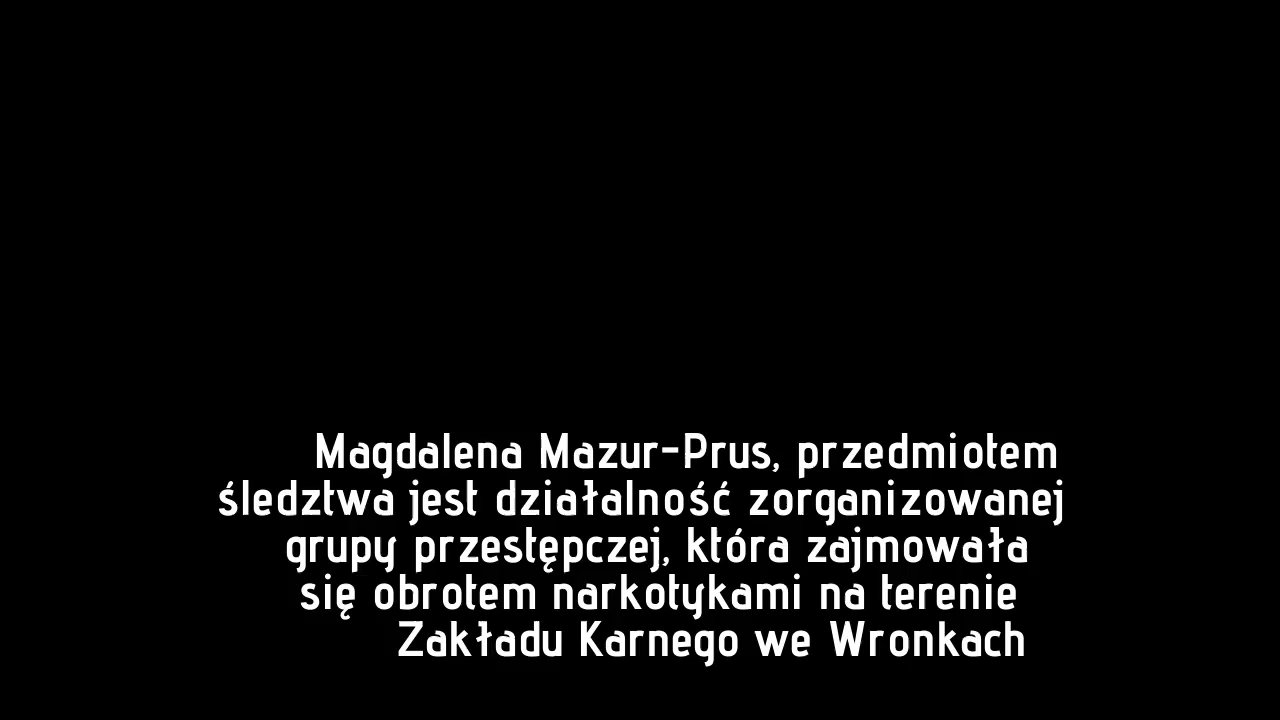 Magdalena Mazur-Prus, przedmiotem
śledztwa jest działalność zorganizowanej
grupy przestępczej, która zajmowała
się obrotem narkotykami na terenie
Zakładu Karnego we Wronkach